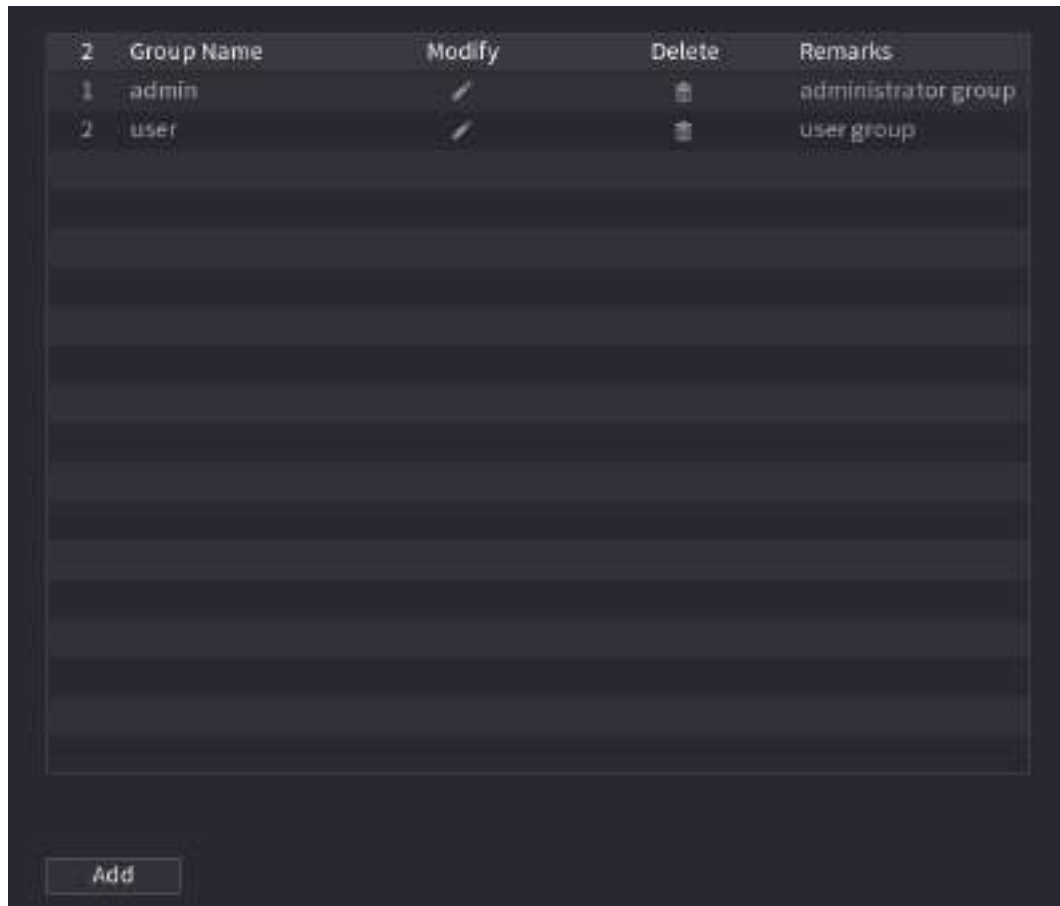 2 Group Name Modify Delete Remarks
1 admin administrator group
2 user user group
Add